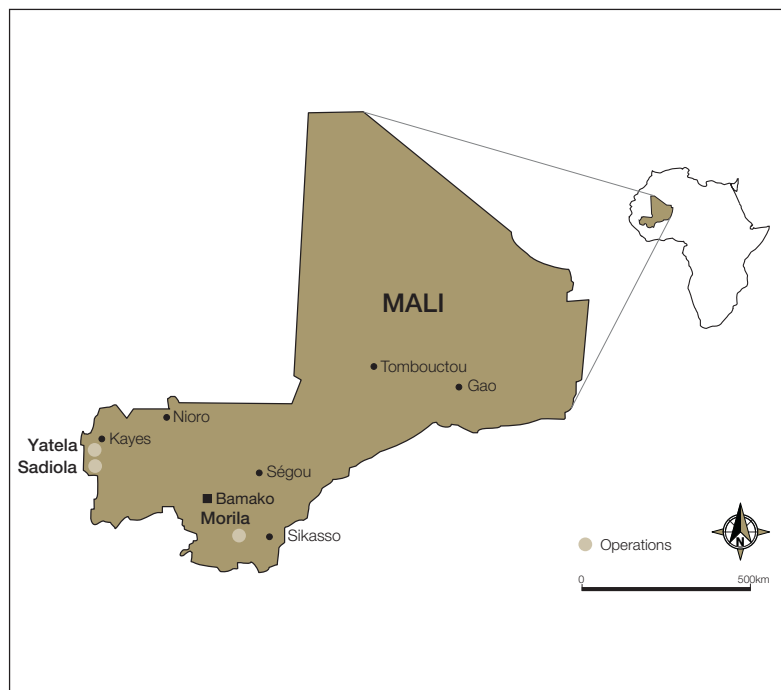 MALI
Tombouctou
Gao
Nioro
Kayes
Yatela
Sadiola
Ségou
Bamako
Morila
Sikasso
N
Operations
0 500km